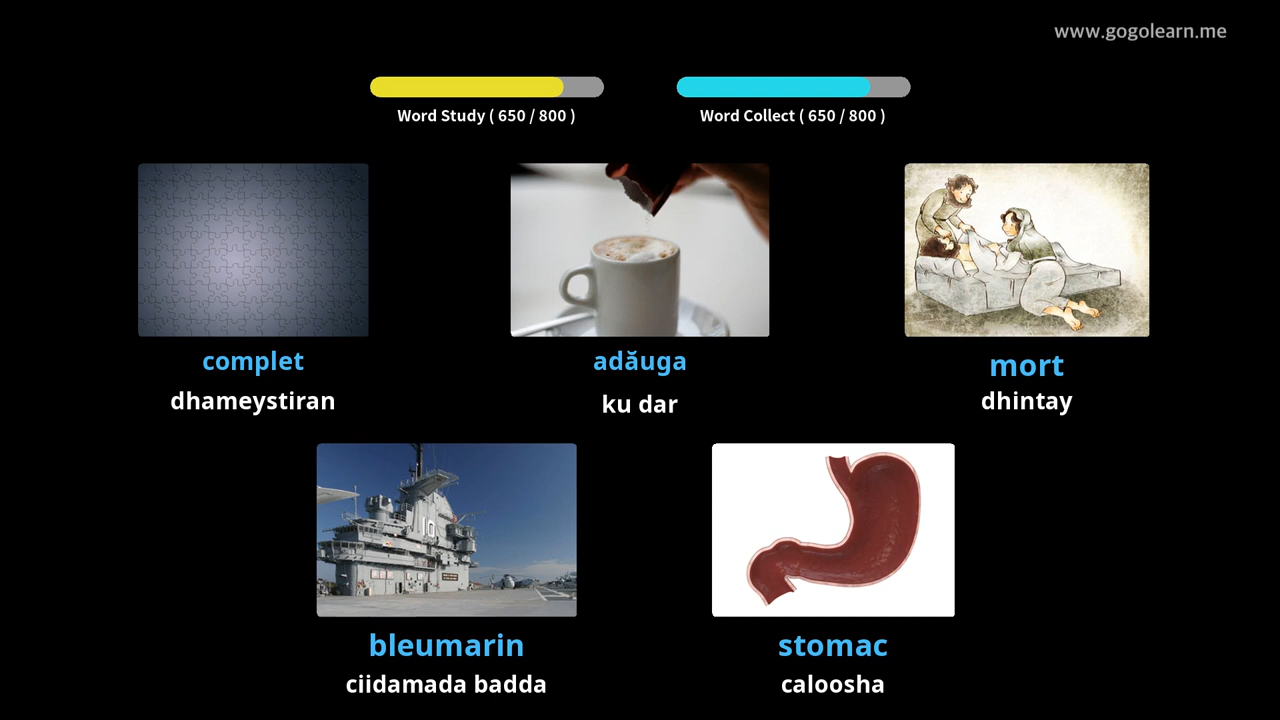 www.gogolearn.me
Word Study ( 650 / 800 )
Word Collect ( 650 / 800 )
complet
dhameystiran
adăuga
ku dar
mort
dhintay
10
bleumarin
ciidamada badda
stomac
caloosha